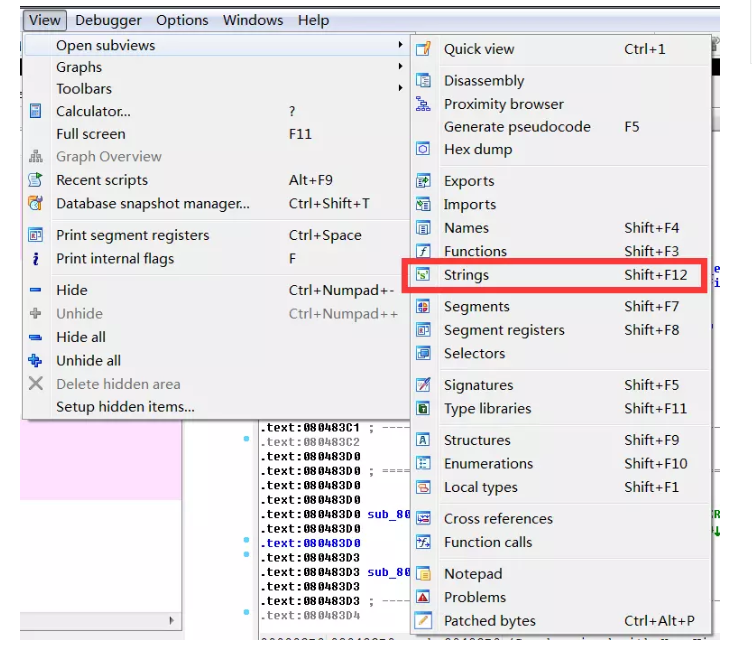 View Debugger Options Windows Help
Open subviews
Graphs
Toolbars
Calculator... ?
Full screen F11
Graph Overview
Recent scripts Alt+F9
Database snapshot manager... Ctrl+Shift+T
Print segment registers Ctrl+Space
Print internal flags F
Hide Ctrl+Numpad+-
Unhide Ctrl+Numpad++
Hide all
Unhide all
Delete hidden area
Setup hidden items...
Quick view Ctrl+1
Disassembly
Proximity browser
Generate pseudocode F5
Hex dump
Exports
Imports
Names Shift+F4
Functions Shift+F3
Strings Shift+F12
Segments Shift+F7
Segment registers Shift+F8
Selectors
Signatures Shift+F5
Type libraries Shift+F11
Structures Shift+F9
Enumerations Shift+F10
Local types Shift+F1
Cross references
Function calls
Notepad
Problems
Patched bytes Ctrl+Alt+P
.text:080483C1 ; ----
.text:080483C2
.text:080483D0
.text:080483D0 ; ====
.text:080483D0
.text:080483D0
.text:080483D0 sub_80
.text:080483D0
.text:080483D0
.text:080483D3
.text:080483D3 sub_80
.text:080483D3
.text:080483D3 ; ----
.text:080483D4